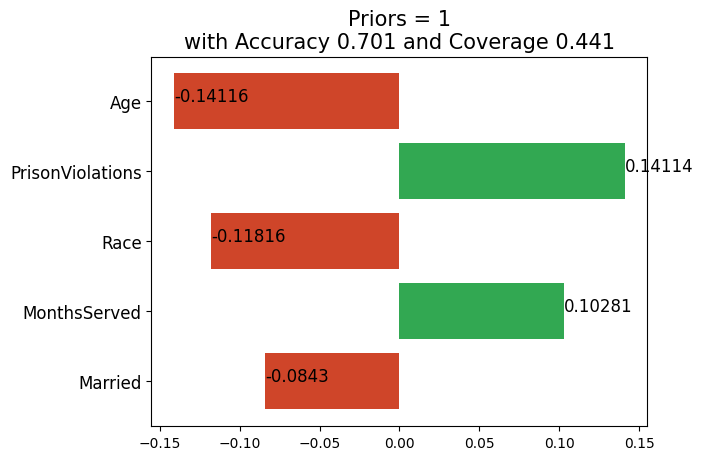 Priors = 1
with Accuracy 0.701 and Coverage 0.441
Age
-0.14116
PrisonViolations
0.14114
Race
-0.11816
MonthsServed
0.10281
Married
-0.0843
−0.15 −0.10 −0.05 0.00 0.05 0.10 0.15